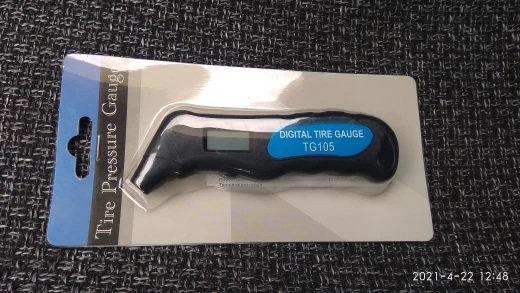 Tire Pressure Gauge
DIGITAL TIRE GAUGE
TG105
2021-4-22 12:48